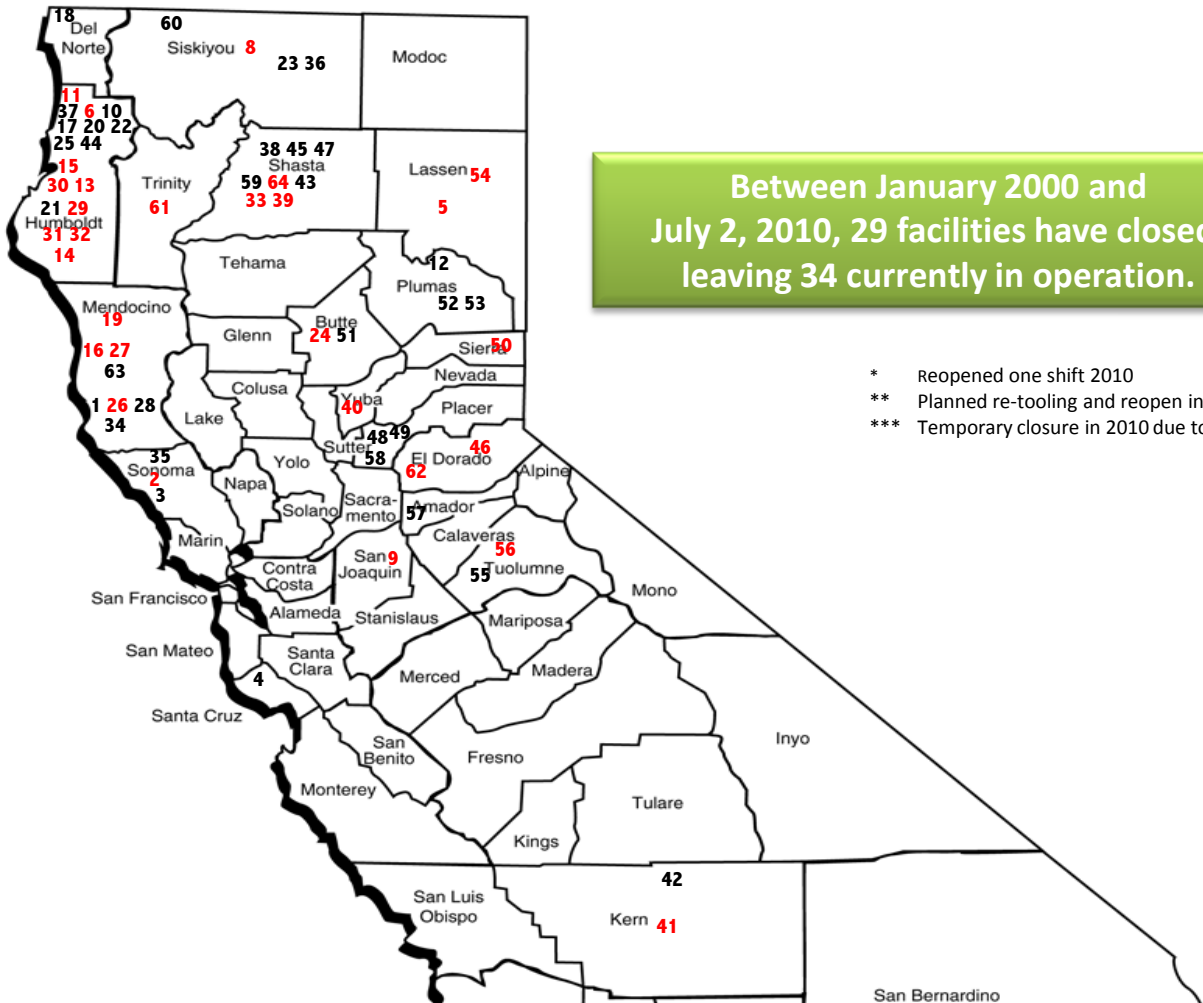 18
Del
Norte
60
Siskiyou 8
23 36
Modoc
11
37 6 10
17 20 22
25 44
15
30 13
21 29
Humboldt
31 32
14
Trinity
61
38 45 47
Shasta
59 64 43
33 39
Lassen 54
5
Between January 2000 and
July 2, 2010, 29 facilities have closed
leaving 34 currently in operation.
Tehama
12
Plumas
52 53
Mendocino
19
16 27
63
1 26 28
34
Glenn
Butte
24 51
Sierra 50
Nevada
Colusa
Lake
Yuba
40
Placer
* Reopened one shift 2010
** Planned re-tooling and reopen in
*** Temporary closure in 2010 due to
Sutter
48 49
58
46
El Dorado
62
Alpine
35
Sonoma
2
3
Napa
Yolo
Solano
Sacra-
mento
57
Amador
Calaveras
56
Tuolumne
55
Marin
Contra
Costa
San 9
Joaquin
Mono
San Francisco
Alameda
Stanislaus
Mariposa
San Mateo
Santa
Clara
Merced
Madera
4
Santa Cruz
San
Benito
Fresno
Inyo
Monterey
Tulare
Kings
42
San Luis
Obispo
Kern 41
San Bernardino